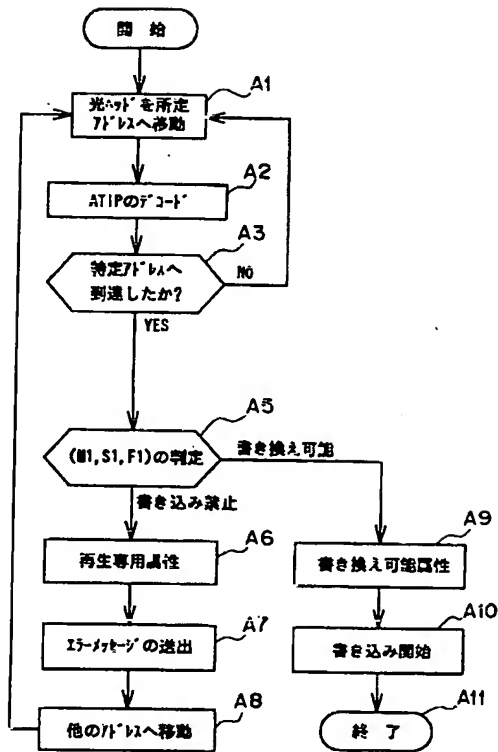 開始
A1
光ヘッドを所定
アドレスへ移動
A2
ATIPのデコード
A3
特定アドレスへ
到達したか?
NO
YES
A5
(M1,S1,F1)の判定
書き換え可能
書き込み禁止
A6
再生専用属性
A9
書き換え可能属性
A7
エラーメッセージの送出
A10
書き込み開始
A8
他のアドレスへ移動
A11
終了